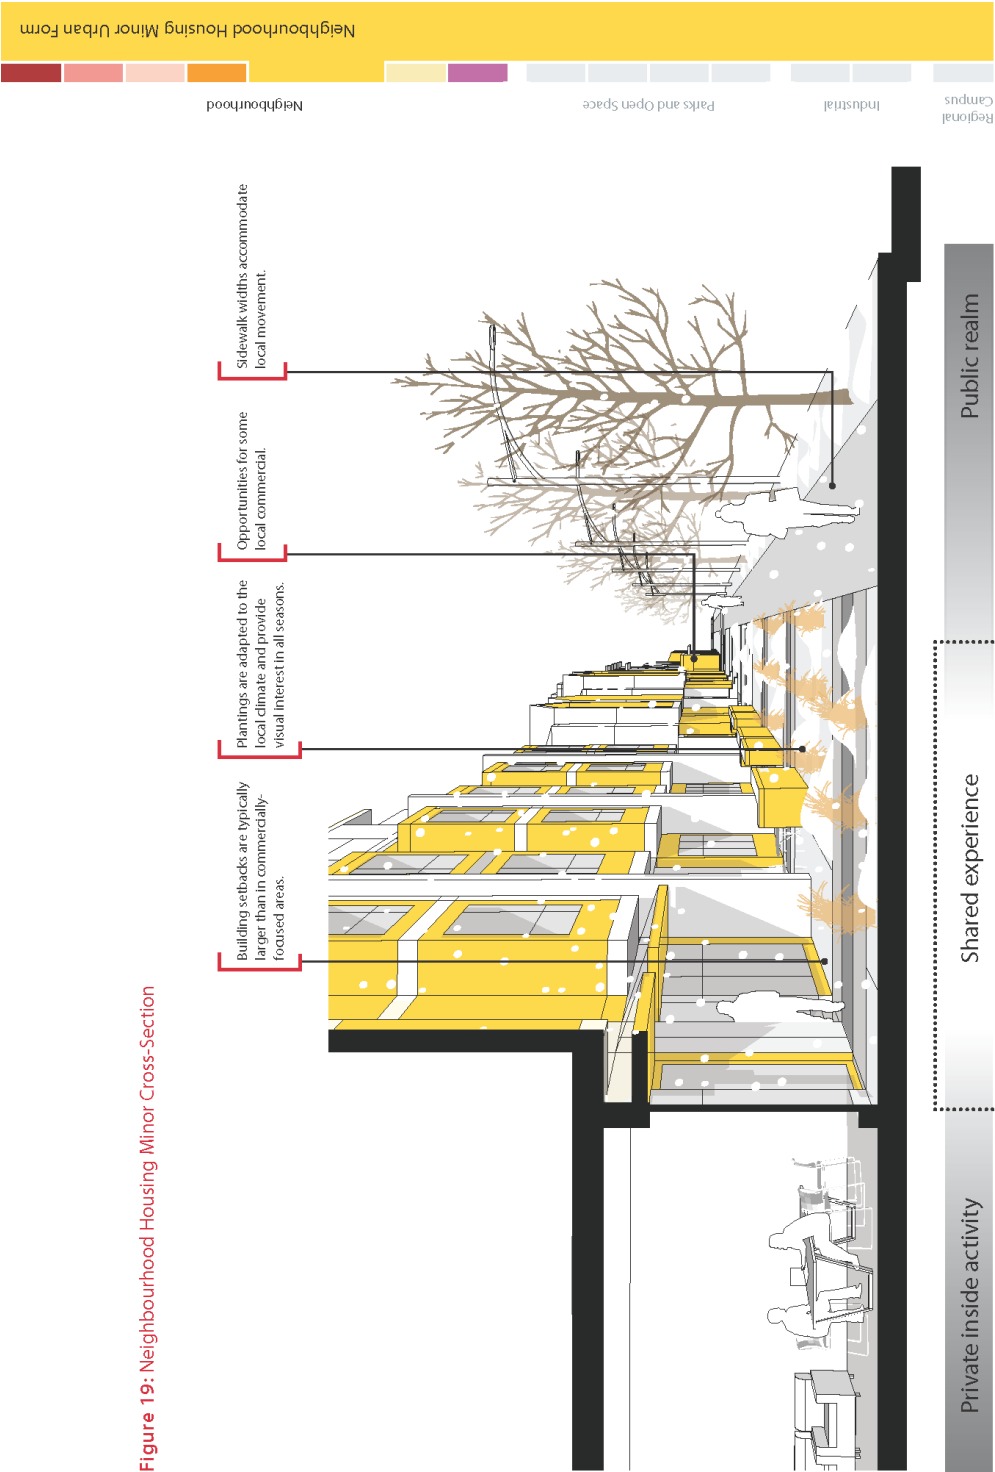 Neighbourhood Housing Minor Urban Form
Neighbourhood
Parks and Open Space
Industrial
Regional
Campus
Figure 19: Neighbourhood Housing Minor Cross-Section
Building setbacks are typically
larger than in commercially-
focused areas.
Plantings are adapted to the
local climate and provide
visual interest in all seasons.
Opportunities for some
local commercial.
Sidewalk widths accommodate
local movement.
Private inside activity
Shared experience
Public realm